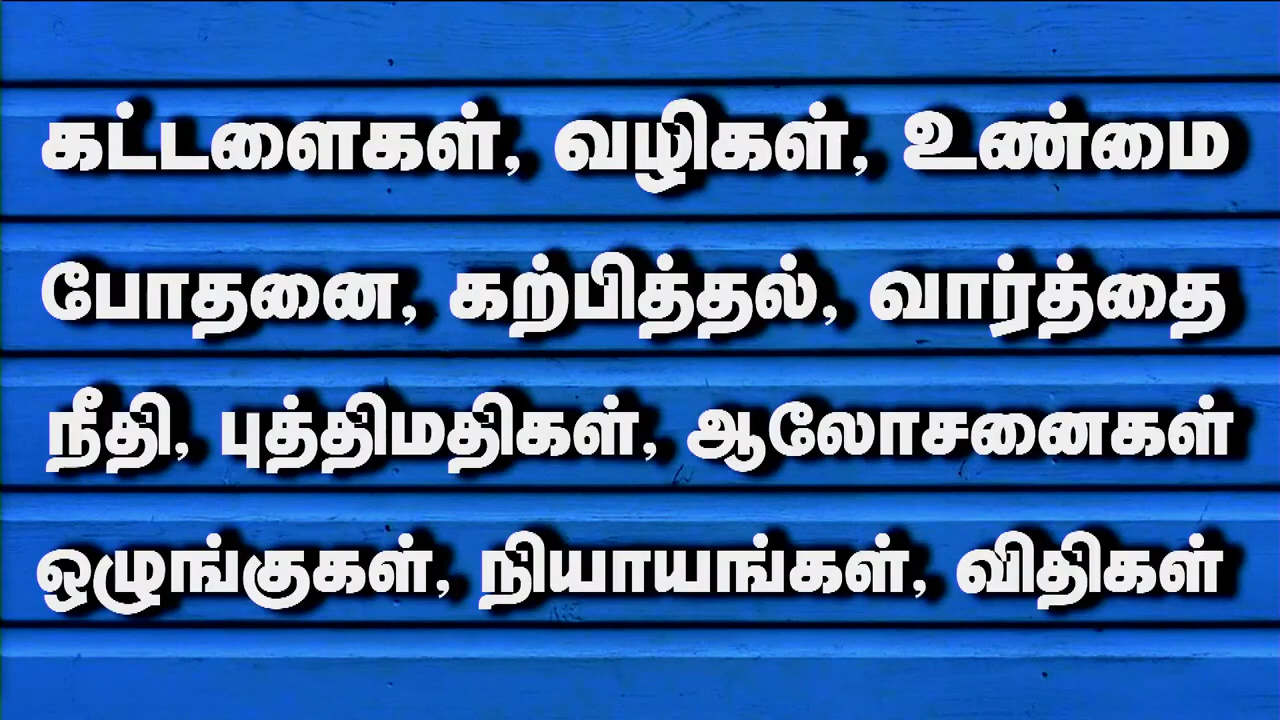 கட்டளைகள், வழிகள், உண்மை
போதனை, கற்பித்தல், வார்த்தை
நீதி, புத்திமதிகள், ஆலோசனைகள்
ஒழுங்குகள், நியாயங்கள், விதிகள்